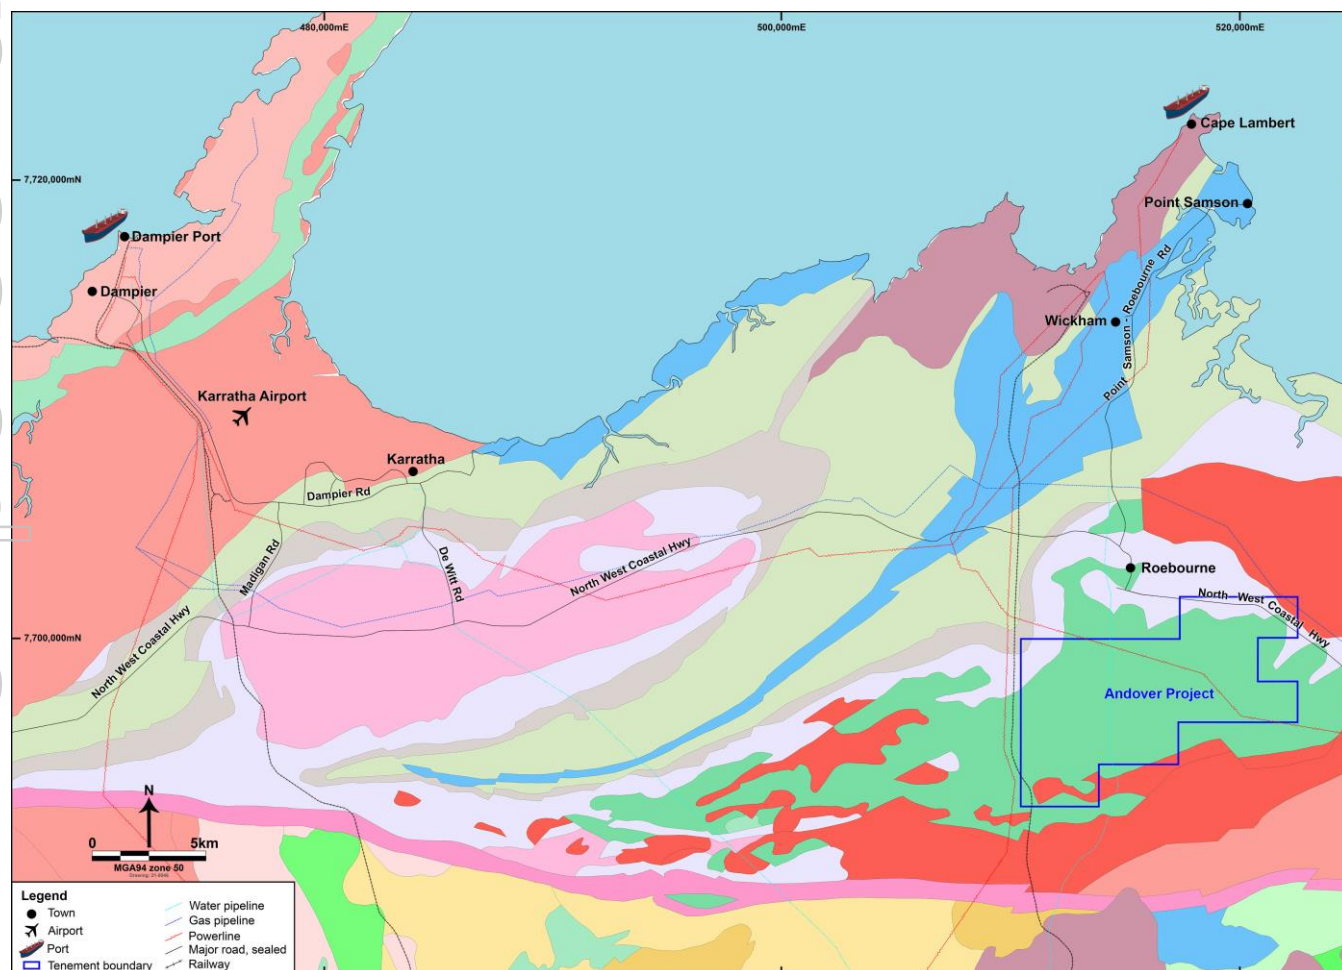 480,000mE
500,000mE
520,000mE
Cape Lambert
7,720,000mN
Point Samson
Dampier Port
Dampier
Wickham
Point Samson - Roebourne Rd
Karratha Airport
Karratha
Dampier Rd
Madigan Rd
De Witt Rd
North West Coastal Hwy
Roebourne
North West Coastal Hwy
7,700,000mN
North West Coastal Hwy
Andover Project
N
0 5km
MGA94 zone 50
Legend
Town
Airport
Port
Tenement boundary
Water pipeline
Gas pipeline
Powerline
Major road, sealed
Railway